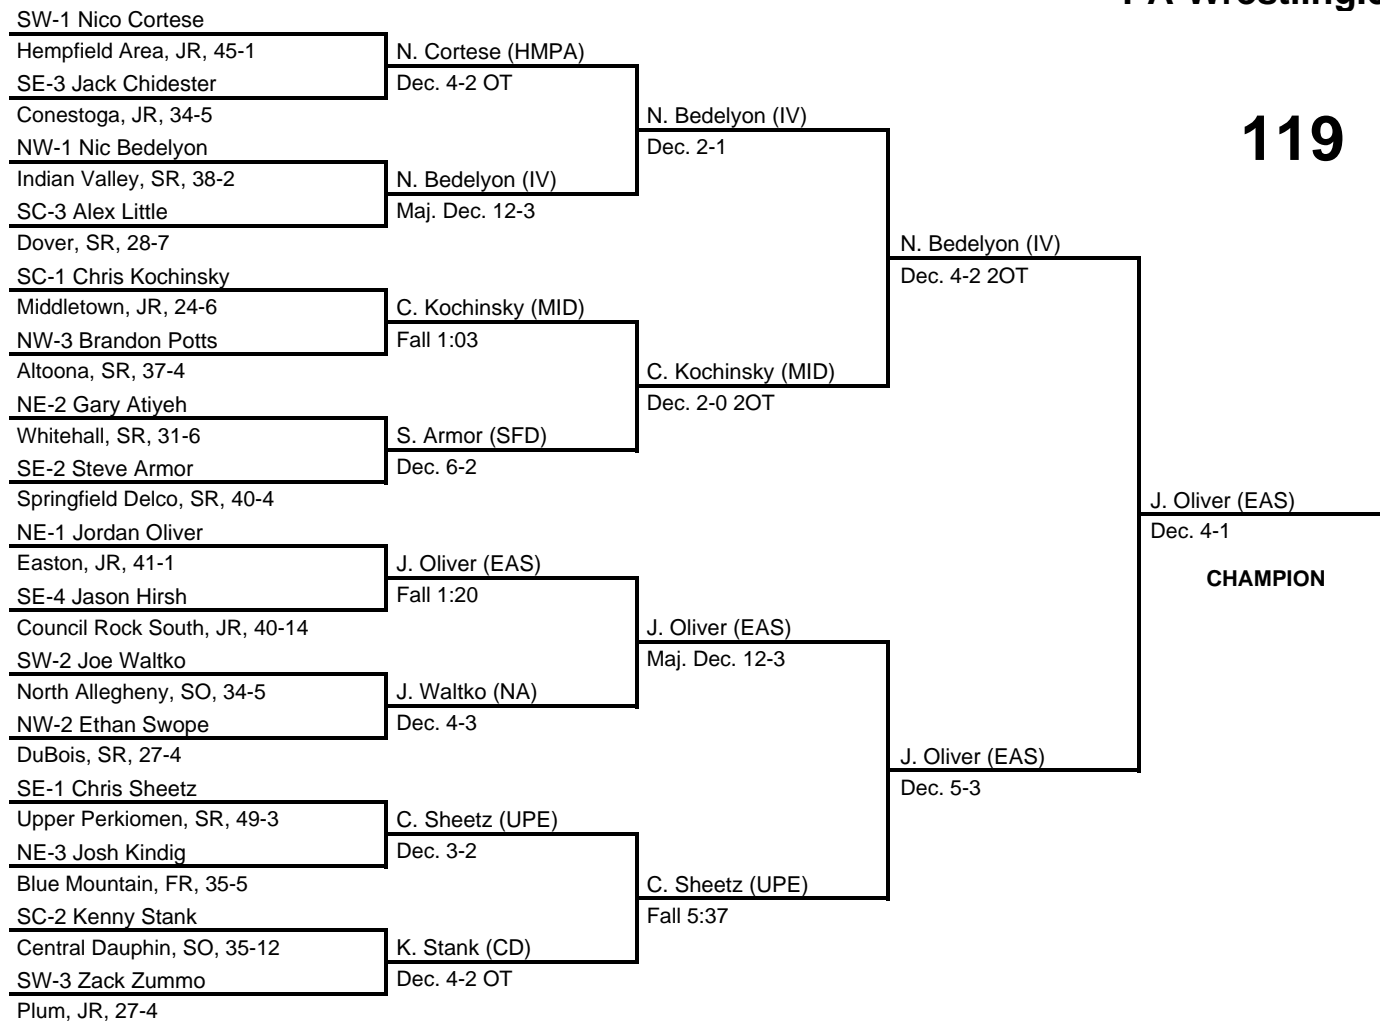 SW-1 Nico Cortese
Hempfield Area, JR, 45-1
SE-3 Jack Chidester
Conestoga, JR, 34-5
NW-1 Nic Bedelyon
Indian Valley, SR, 38-2
SC-3 Alex Little
Dover, SR, 28-7
SC-1 Chris Kochinsky
Middletown, JR, 24-6
NW-3 Brandon Potts
Altoona, SR, 37-4
NE-2 Gary Atiyeh
Whitehall, SR, 31-6
SE-2 Steve Armor
Springfield Delco, SR, 40-4
NE-1 Jordan Oliver
Easton, JR, 41-1
SE-4 Jason Hirsh
Council Rock South, JR, 40-14
SW-2 Joe Waltko
North Allegheny, SO, 34-5
NW-2 Ethan Swope
DuBois, SR, 27-4
SE-1 Chris Sheetz
Upper Perkiomen, SR, 49-3
NE-3 Josh Kindig
Blue Mountain, FR, 35-5
SC-2 Kenny Stank
Central Dauphin, SO, 35-12
SW-3 Zack Zummo
Plum, JR, 27-4
N. Cortese (HMPA)
Dec. 4-2 OT
N. Bedelyon (IV)
Maj. Dec. 12-3
C. Kochinsky (MID)
Fall 1:03
S. Armor (SFD)
Dec. 6-2
J. Oliver (EAS)
Fall 1:20
J. Waltko (NA)
Dec. 4-3
C. Sheetz (UPE)
Dec. 3-2
K. Stank (CD)
Dec. 4-2 OT
N. Bedelyon (IV)
Dec. 2-1
C. Kochinsky (MID)
Dec. 2-0 2OT
J. Oliver (EAS)
Maj. Dec. 12-3
C. Sheetz (UPE)
Fall 5:37
N. Bedelyon (IV)
Dec. 4-2 2OT
J. Oliver (EAS)
Dec. 5-3
119
J. Oliver (EAS)
Dec. 4-1
CHAMPION